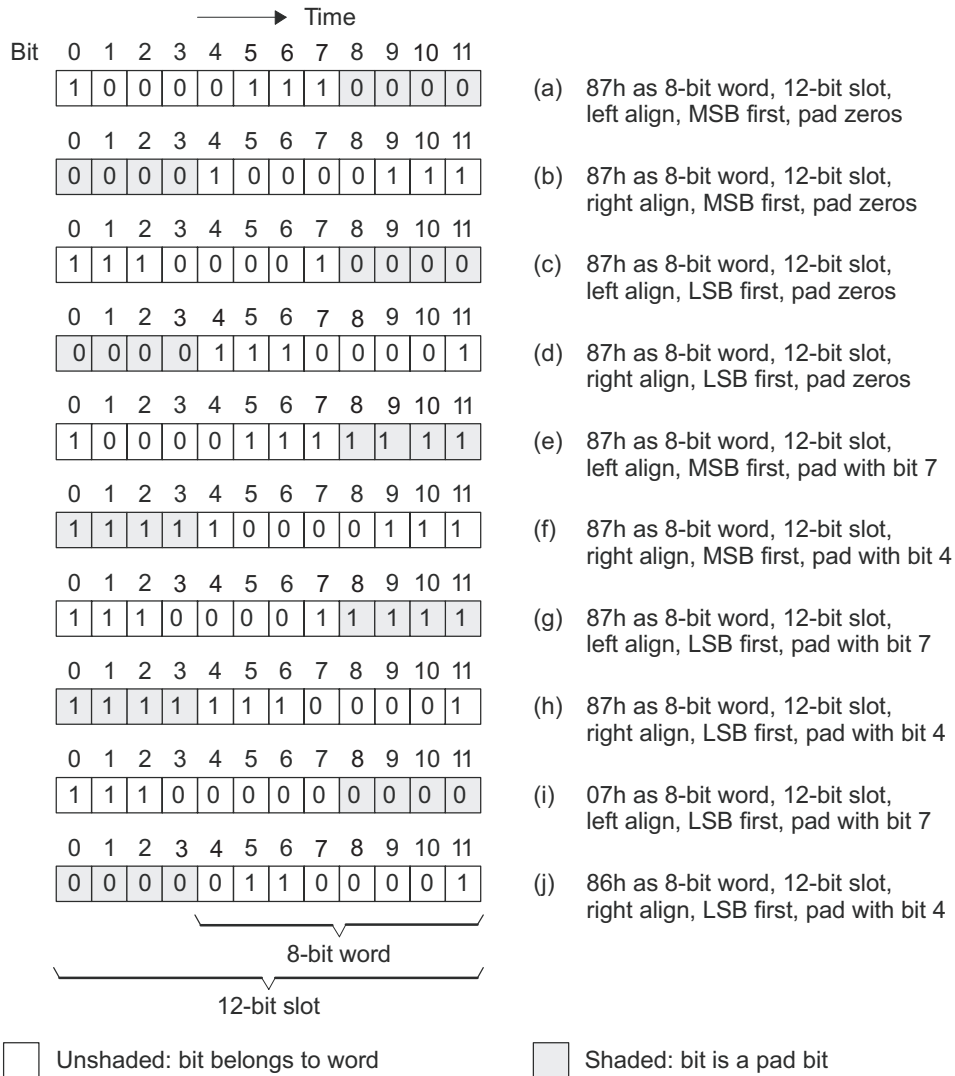 Time
Bit 0 1 2 3 4 5 6 7 8 9 10 11
1 0 0 0 0 1 1 1 0 0 0 0
(a) 87h as 8-bit word, 12-bit slot,
left align, MSB first, pad zeros
0 1 2 3 4 5 6 7 8 9 10 11
0 0 0 0 1 0 0 0 0 1 1 1
(b) 87h as 8-bit word, 12-bit slot,
right align, MSB first, pad zeros
0 1 2 3 4 5 6 7 8 9 10 11
1 1 1 0 0 0 0 1 0 0 0 0
(c) 87h as 8-bit word, 12-bit slot,
left align, LSB first, pad zeros
0 1 2 3 4 5 6 7 8 9 10 11
0 0 0 0 1 1 1 0 0 0 0 1
(d) 87h as 8-bit word, 12-bit slot,
right align, LSB first, pad zeros
0 1 2 3 4 5 6 7 8 9 10 11
1 0 0 0 0 1 1 1 1 1 1 1
(e) 87h as 8-bit word, 12-bit slot,
left align, MSB first, pad with bit 7
0 1 2 3 4 5 6 7 8 9 10 11
1 1 1 1 1 0 0 0 0 1 1 1
(f) 87h as 8-bit word, 12-bit slot,
right align, MSB first, pad with bit 4
0 1 2 3 4 5 6 7 8 9 10 11
1 1 1 0 0 0 0 1 1 1 1 1
(g) 87h as 8-bit word, 12-bit slot,
left align, LSB first, pad with bit 7
0 1 2 3 4 5 6 7 8 9 10 11
1 1 1 1 1 1 1 0 0 0 0 1
(h) 87h as 8-bit word, 12-bit slot,
right align, LSB first, pad with bit 4
0 1 2 3 4 5 6 7 8 9 10 11
1 1 1 0 0 0 0 0 0 0 0 0
(i) 07h as 8-bit word, 12-bit slot,
left align, LSB first, pad with bit 7
0 1 2 3 4 5 6 7 8 9 10 11
0 0 0 0 0 1 1 0 0 0 0 1
(j) 86h as 8-bit word, 12-bit slot,
right align, LSB first, pad with bit 4
8-bit word
12-bit slot
Unshaded: bit belongs to word
Shaded: bit is a pad bit